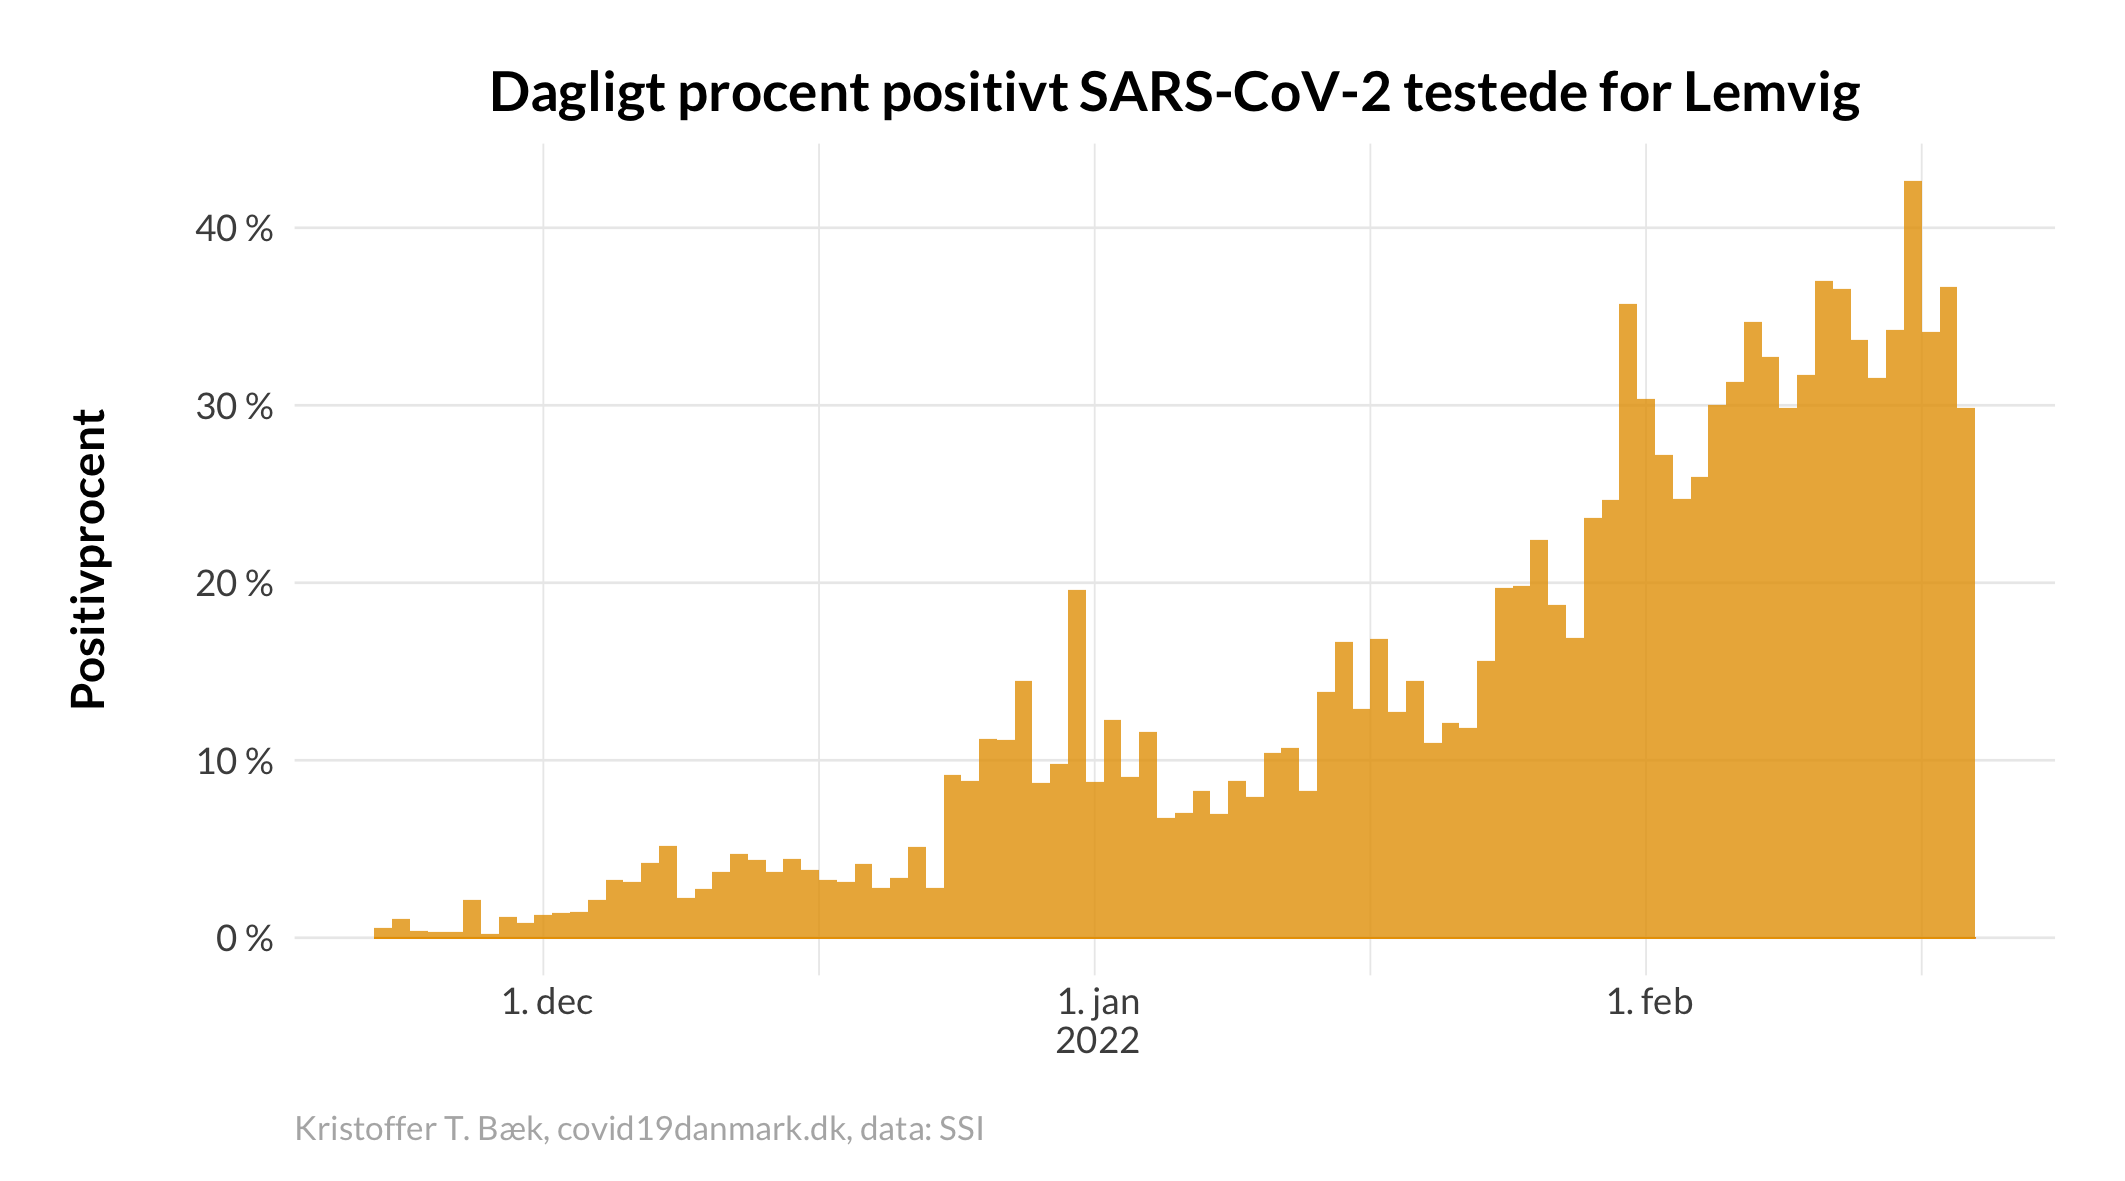 Dagligt procent positivt SARS-CoV-2 testede for Lemvig
Positivprocent
40 %
30 %
20 %
10 %
0 %
1. dec
1. jan
2022
1. feb
Kristoffer T. Bæk, covid19danmark.dk, data: SSI